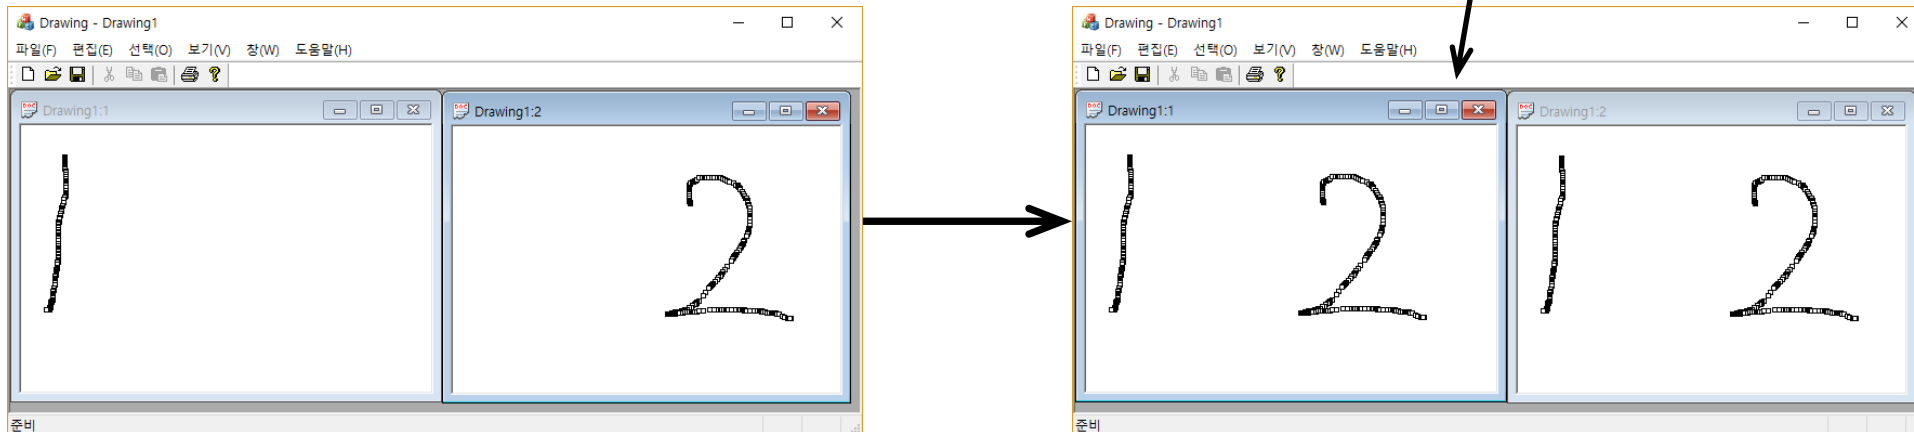 Drawing - Drawing1
파일(F) 편집(E) 선택(O) 보기(V) 창(W) 도움말(H)
Drawing1:1
1
Drawing1:2
2
준비
Drawing - Drawing1
파일(F) 편집(E) 선택(O) 보기(V) 창(W) 도움말(H)
Drawing1:1
1 2
Drawing1:2
1 2
준비